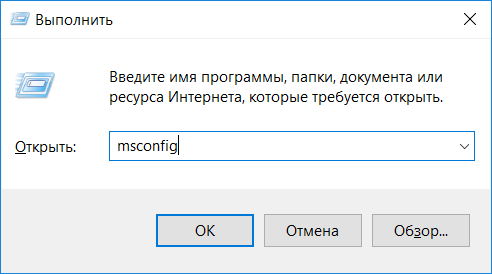 Выполнить
Введите имя программы, папки, документа или
ресурса Интернета, которые требуется открыть.
Открыть: msconfig
OK Отмена Обзор...